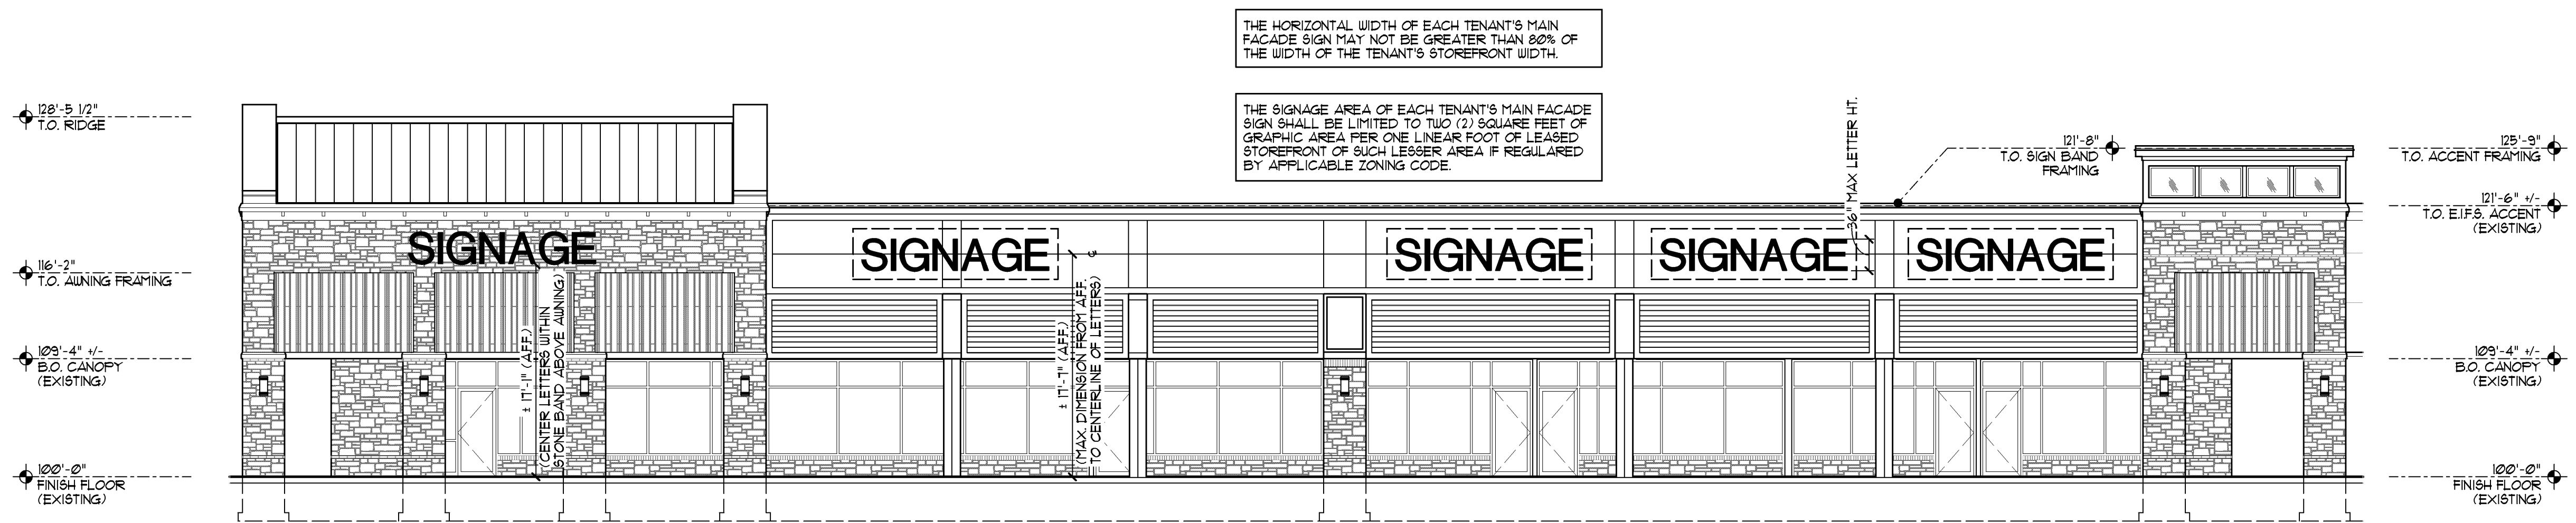 THE HORIZONTAL WIDTH OF EACH TENANT'S MAIN
FACADE SIGN MAY NOT BE GREATER THAN 80% OF
THE WIDTH OF THE TENANT'S STOREFRONT WIDTH.
THE SIGNAGE AREA OF EACH TENANT'S MAIN FACADE
SIGN SHALL BE LIMITED TO TWO (2) SQUARE FEET OF
GRAPHIC AREA PER ONE LINEAR FOOT OF LEASED
STOREFRONT OF SUCH LESSER AREA IF REGULARED
BY APPLICABLE ZONING CODE.
128'-5 1/2"
T.O. RIDGE
116'-2"
T.O. AWNING FRAMING
109'-4" +/-
B.O. CANOPY
(EXISTING)
100'-0"
FINISH FLOOR
(EXISTING)
SIGNAGE
± 17'-1" (A.F.F.)
(CENTER LETTERS WITHIN
STONE BAND ABOVE AWNING)
SIGNAGE
± 17'-7" (A.F.F.)
(MAX. DIMENSION FROM A.F.F.
TO CENTERLINE OF LETTERS)
SIGNAGE
SIGNAGE
36" MAX LETTER HT.
SIGNAGE
121'-8"
T.O. SIGN BAND
FRAMING
125'-9"
T.O. ACCENT FRAMING
121'-6" +/-
T.O. E.I.F.S. ACCENT
(EXISTING)
109'-4" +/-
B.O. CANOPY
(EXISTING)
100'-0"
FINISH FLOOR
(EXISTING)